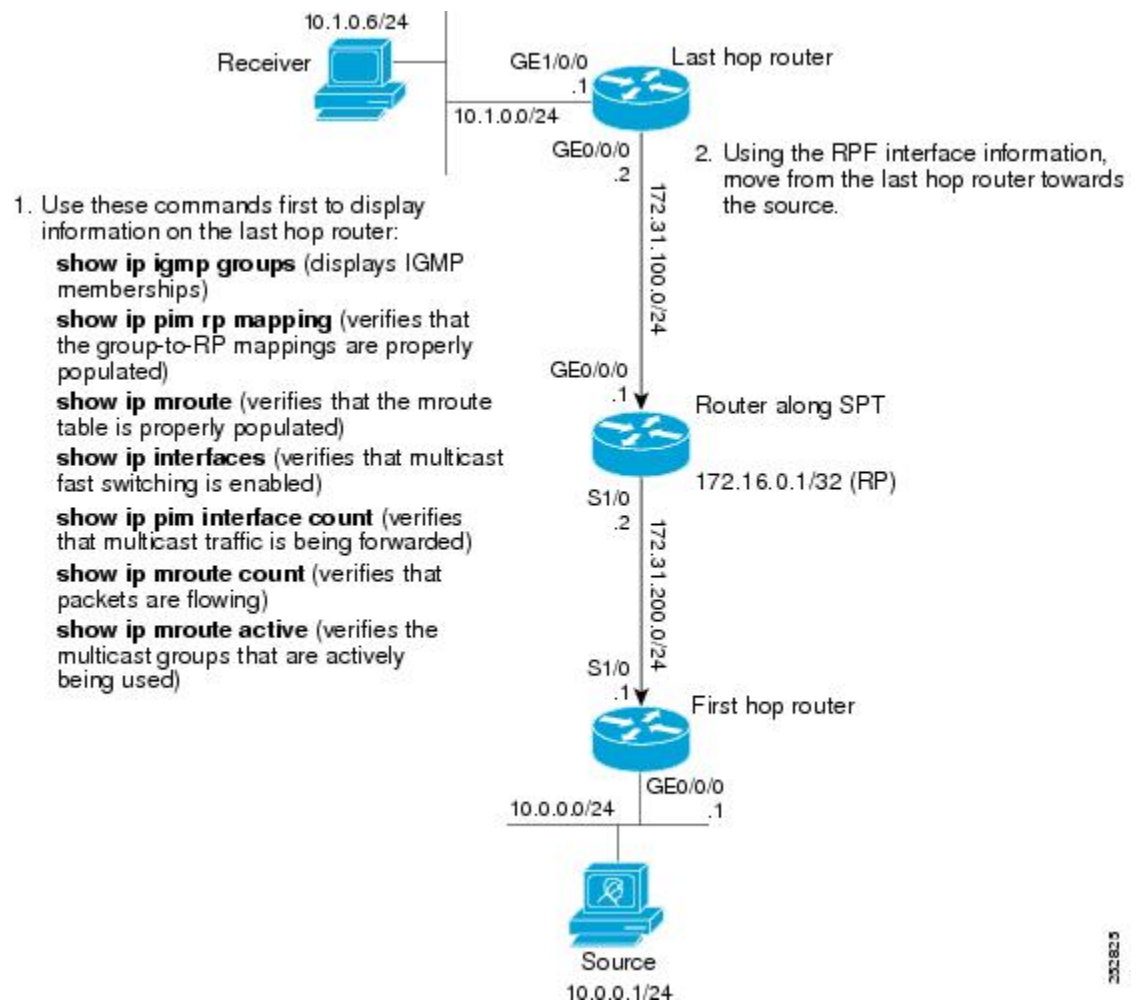 10.1.0.6/24
Receiver
GE1/0/0
.1
Last hop router
10.1.0.0/24
GE0/0/0
.2
2. Using the RPF interface information,
move from the last hop router towards
the source.
172.31.100.0/24
1. Use these commands first to display
information on the last hop router:
show ip igmp groups (displays IGMP
memberships)
show ip pim rp mapping (verifies that
the group-to-RP mappings are properly
populated)
show ip mroute (verifies that the mroute
table is properly populated)
show ip interfaces (verifies that multicast
fast switching is enabled)
show ip pim interface count (verifies
that multicast traffic is being forwarded)
show ip mroute count (verifies that
packets are flowing)
show ip mroute active (verifies the
multicast groups that are actively
being used)
GE0/0/0
.1
Router along SPT
172.16.0.1/32 (RP)
S1/0
.2
172.31.200.0/24
S1/0
.1
First hop router
GE0/0/0
.1
10.0.0.0/24
Source
10.0.0.1/24
252825